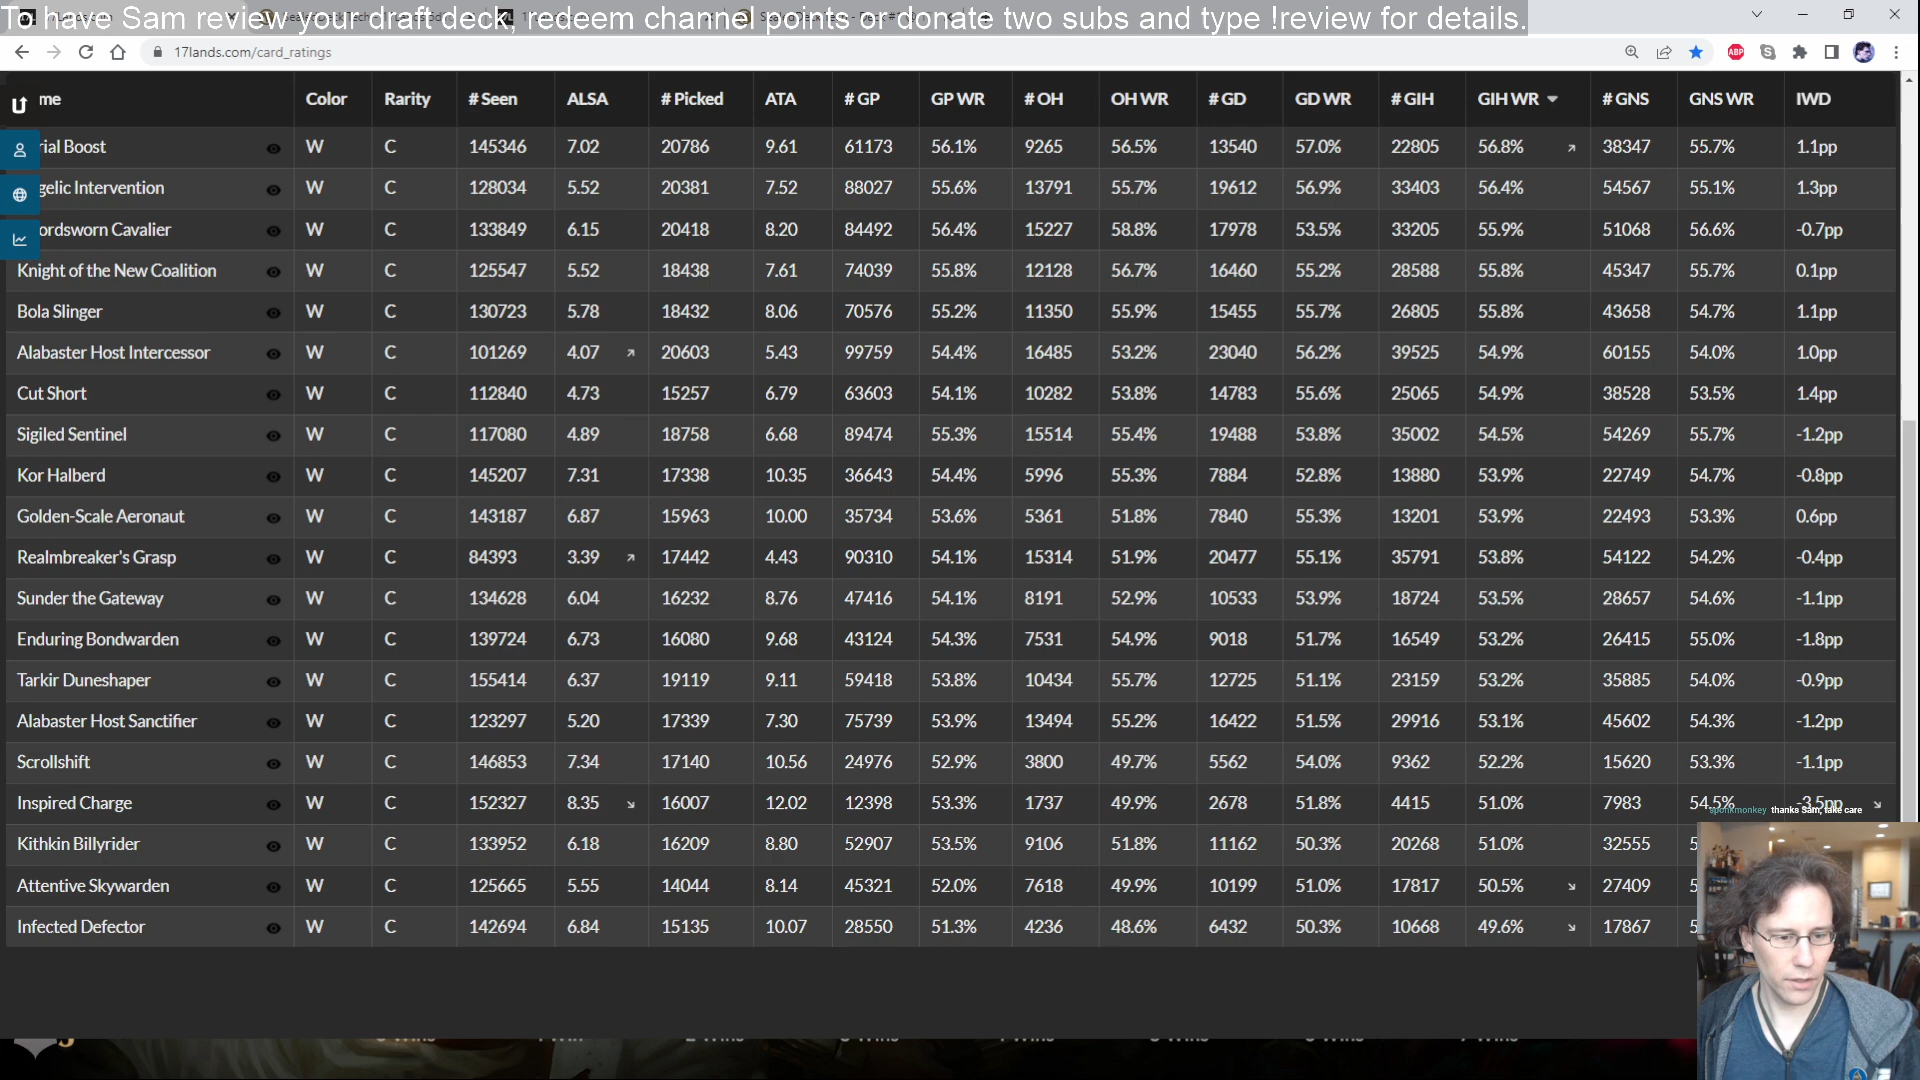 To have Sam review your draft deck, redeem channel points or donate two subs and type !review for details.
17lands.com/card_ratings
me Color Rarity # Seen ALSA # Picked ATA # GP GP WR # OH OH WR # GD GD WR # GIH GIH WR # GNS GNS WR IWD
rial Boost W C 145346 7.02 20786 9.61 61173 56.1% 9265 56.5% 13540 57.0% 22805 56.8% 38347 55.7% 1.1pp
gelic Intervention W C 128034 5.52 20381 7.52 88027 55.6% 13791 55.7% 19612 56.9% 33403 56.4% 54567 55.1% 1.3pp
ordsworn Cavalier W C 133849 6.15 20418 8.20 84492 56.4% 15227 58.8% 17978 53.5% 33205 55.9% 51068 56.6% -0.7pp
Knight of the New Coalition W C 125547 5.52 18438 7.61 74039 55.8% 12128 56.7% 16460 55.2% 28588 55.8% 45347 55.7% 0.1pp
Bola Slinger W C 130723 5.78 18432 8.06 70576 55.2% 11350 55.9% 15455 55.7% 26805 55.8% 43658 54.7% 1.1pp
Alabaster Host Intercessor W C 101269 4.07 20603 5.43 99759 54.4% 16485 53.2% 23040 56.2% 39525 54.9% 60155 54.0% 1.0pp
Cut Short W C 112840 4.73 15257 6.79 63603 54.1% 10282 53.8% 14783 55.6% 25065 54.9% 38528 53.5% 1.4pp
Sigiled Sentinel W C 117080 4.89 18758 6.68 89474 55.3% 15514 55.4% 19488 53.8% 35002 54.5% 54269 55.7% -1.2pp
Kor Halberd W C 145207 7.31 17338 10.35 36643 54.4% 5996 55.3% 7884 52.8% 13880 53.9% 22749 54.7% -0.8pp
Golden-Scale Aeronaut W C 143187 6.87 15963 10.00 35734 53.6% 5361 51.8% 7840 55.3% 13201 53.9% 22493 53.3% 0.6pp
Realmbreaker's Grasp W C 84393 3.39 17442 4.43 90310 54.1% 15314 51.9% 20477 55.1% 35791 53.8% 54122 54.2% -0.4pp
Sunder the Gateway W C 134628 6.04 16232 8.76 47416 54.1% 8191 52.9% 10533 53.9% 18724 53.5% 28657 54.6% -1.1pp
Enduring Bondwarden W C 139724 6.73 16080 9.68 43124 54.3% 7531 54.9% 9018 51.7% 16549 53.2% 26415 55.0% -1.8pp
Tarkir Duneshaper W C 155414 6.37 19119 9.11 59418 53.8% 10434 55.7% 12725 51.1% 23159 53.2% 35885 54.0% -0.9pp
Alabaster Host Sanctifier W C 123297 5.20 17339 7.30 75739 53.9% 13494 55.2% 16422 51.5% 29916 53.1% 45602 54.3% -1.2pp
Scrollshift W C 146853 7.34 17140 10.56 24976 52.9% 3800 49.7% 5562 54.0% 9362 52.2% 15620 53.3% -1.1pp
Inspired Charge W C 152327 8.35 16007 12.02 12398 53.3% 1737 49.9% 2678 51.8% 4415 51.0% 7983 54.5% -3.5pp
sponkmonkey thanks Sam, take care
Kithkin Billyrider W C 133952 6.18 16209 8.80 52907 53.5% 9106 51.8% 11162 50.3% 20268 51.0% 32555 5
Attentive Skywarden W C 125665 5.55 14044 8.14 45321 52.0% 7618 49.9% 10199 51.0% 17817 50.5% 27409 5
Infected Defector W C 142694 6.84 15135 10.07 28550 51.3% 4236 48.6% 6432 50.3% 10668 49.6% 17867 5